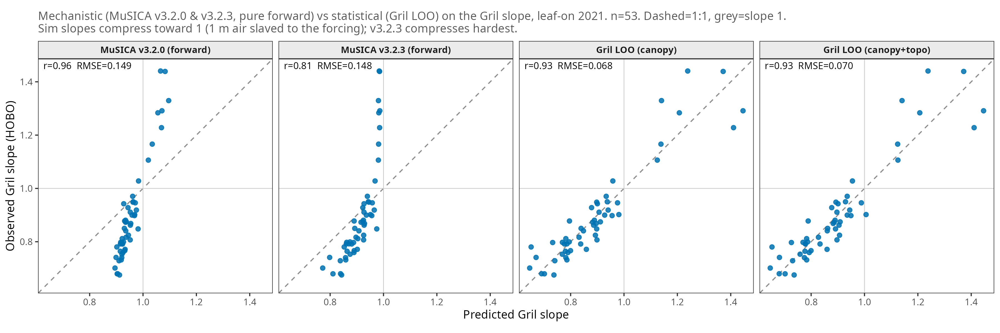 Mechanistic (MuSICA v3.2.0 & v3.2.3, pure forward) vs statistical (Gril LOO) on the Gril slope, leaf-on 2021. n=53. Dashed=1:1, grey=slope 1.
Sim slopes compress toward 1 (1 m air slaved to the forcing); v3.2.3 compresses hardest.
MuSICA v3.2.0 (forward)
MuSICA v3.2.3 (forward)
Gril LOO (canopy)
Gril LOO (canopy+topo)
r=0.96 RMSE=0.149
r=0.81 RMSE=0.148
r=0.93 RMSE=0.068
r=0.93 RMSE=0.070
Observed Gril slope (HOBO)
1.4
1.2
1.0
0.8
0.8 1.0 1.2 1.4
0.8 1.0 1.2 1.4
0.8 1.0 1.2 1.4
0.8 1.0 1.2 1.4
Predicted Gril slope